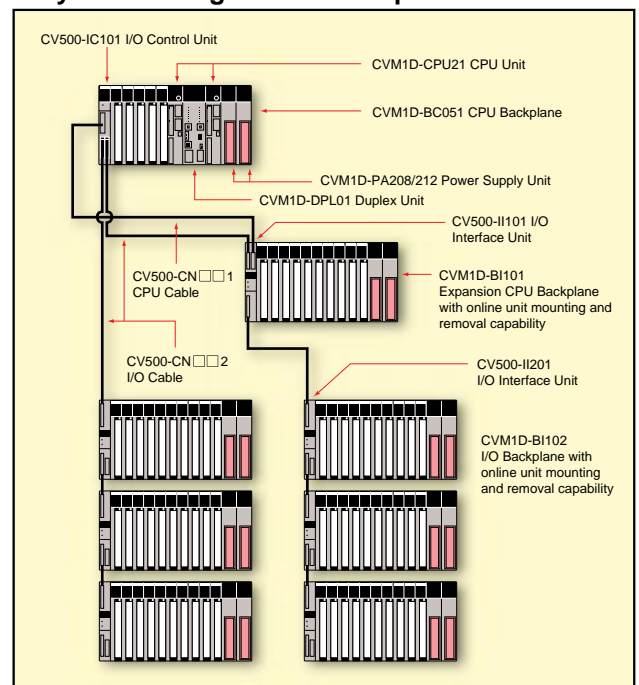 CV500-IC101 I/O Control Unit
CVM1D-CPU21 CPU Unit
CVM1D-BC051 CPU Backplane
CVM1D-PA208/212 Power Supply Unit
CVM1D-DPL01 Duplex Unit
CV500-II101 I/O
Interface Unit
CV500-CN□□1
CPU Cable
CVM1D-BI101
Expansion CPU Backplane
with online unit mounting and
removal capability
CV500-CN□□2
I/O Cable
CV500-II201
I/O Interface Unit
CVM1D-BI102
I/O Backplane with
online unit mounting
and removal capability